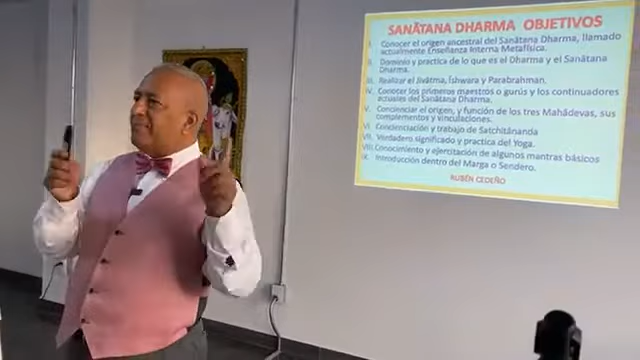 SANĀTANA DHARMA OBJETIVOS
I. Conocer el origen ancestral del Sanātana Dharma, llamado
actualmente Enseñanza Interna Metafísica.
II. Dominio y practica de lo que es el Dharma y el Sanātana
Dharma.
III. Realizar el Jivātma, Íshwara y Parabrahman.
IV. Conocer los primeros maestros o gurús y los continuadores
actuales del Sanātana Dharma.
V. Concienciar el origen, y función de los tres Mahādevas, sus
complementos y vinculaciones.
VI. Concienciación y trabajo de Satchitānanda
VII. Verdadero significado y practica del Yoga.
VIII. Conocimiento y ejercitación de algunos mantras básicos
IX. Introducción dentro del Marga o Sendero.
RUBÉN CEDEÑO